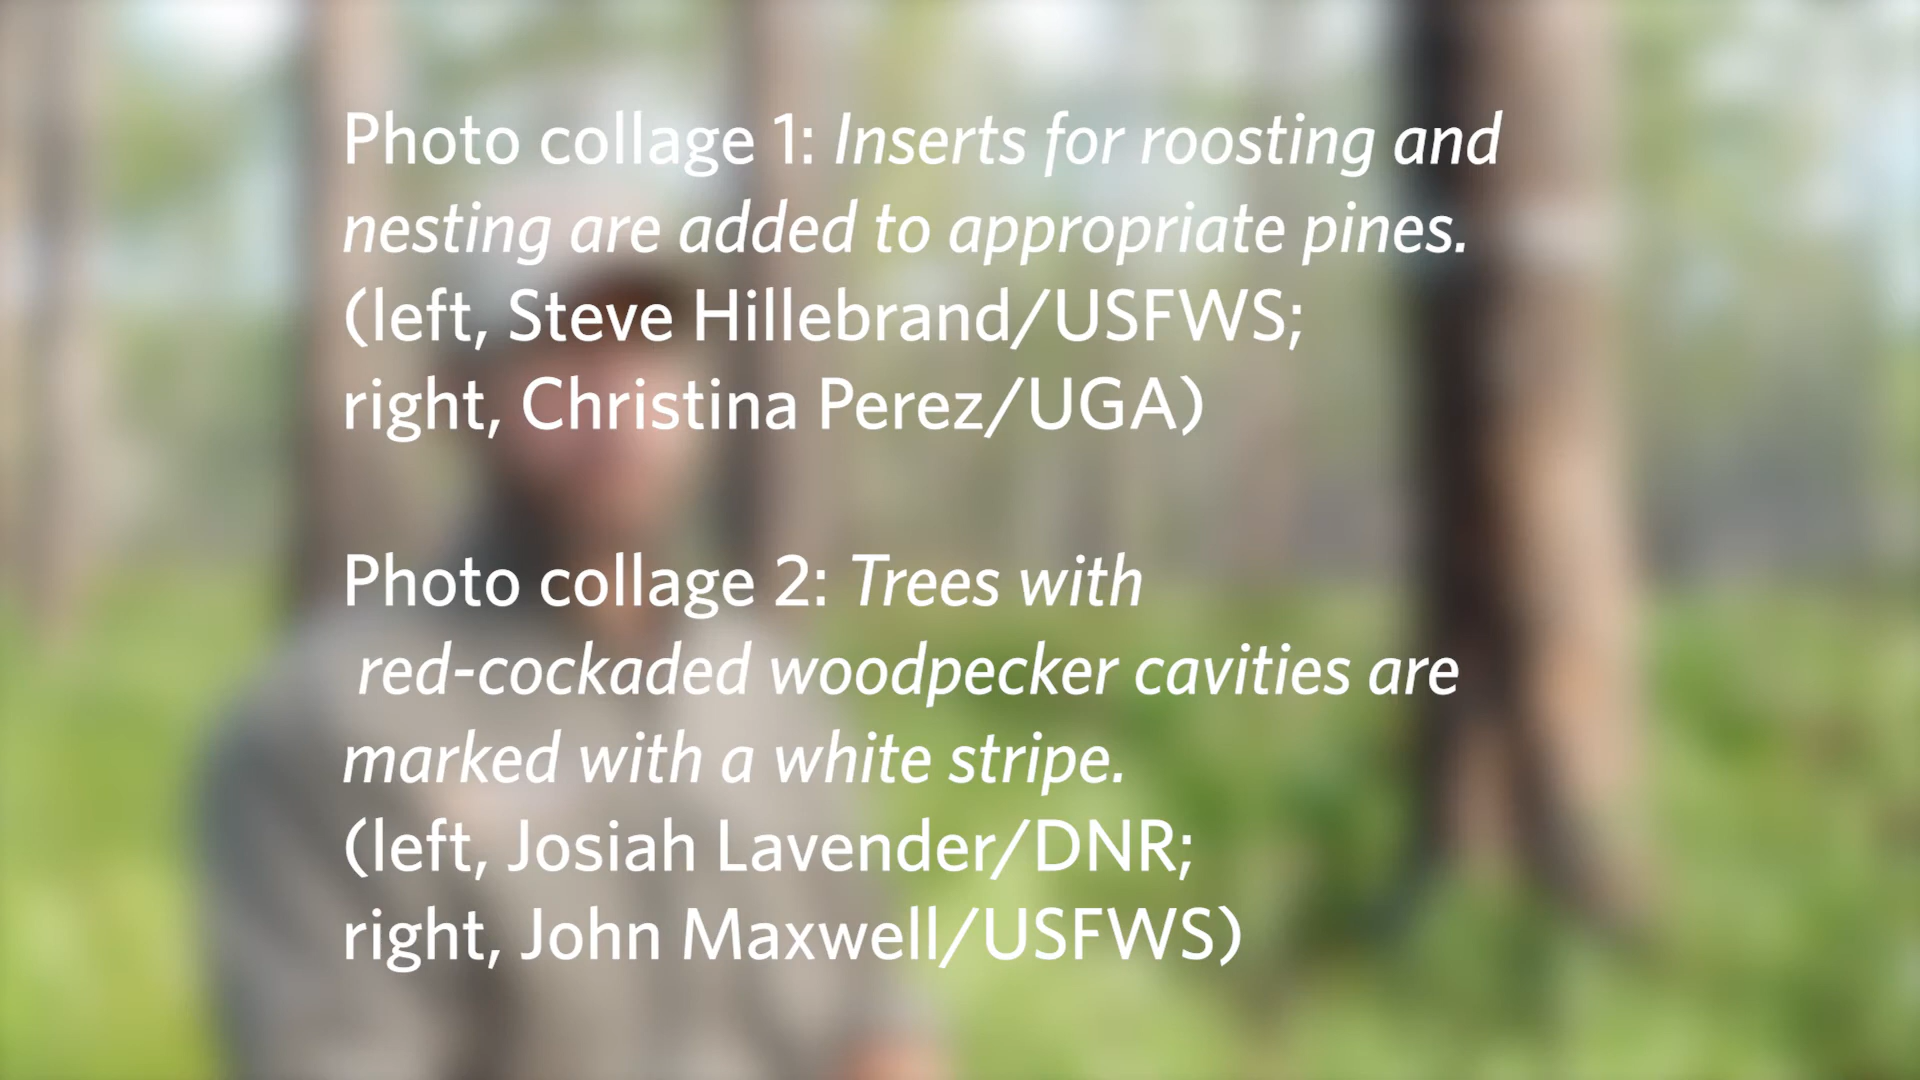 Photo collage 1: Inserts for roosting and
nesting are added to appropriate pines.
(left, Steve Hillebrand/USFWS;
right, Christina Perez/UGA)
Photo collage 2: Trees with
red-cockaded woodpecker cavities are
marked with a white stripe.
(left, Josiah Lavender/DNR;
right, John Maxwell/USFWS)